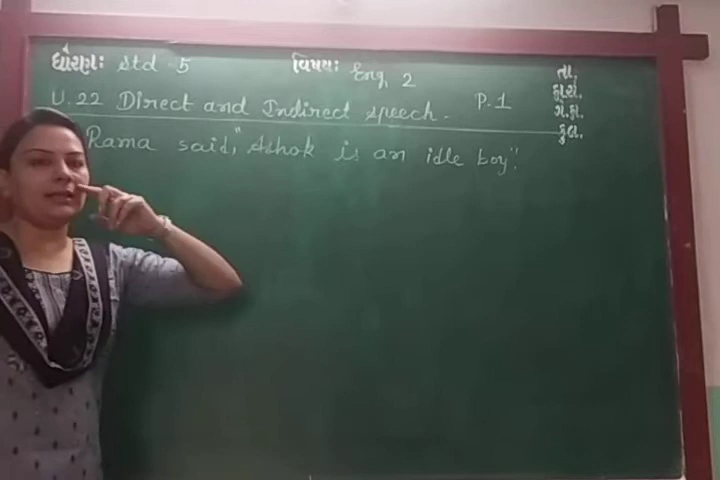 ધોરણઃ Std - 5 વિષયઃ Eng. 2
U.22 Direct and Indirect speech. P. 1
Rama said, "Ashok is an idle boy".
તા.
હા.સં.
ગે.હા.
કુલ.